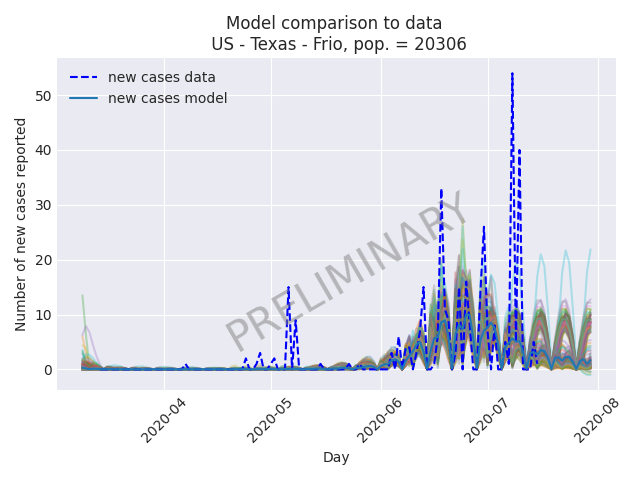 Model comparison to data
US - Texas - Frio, pop. = 20306
new cases data
new cases model
Number of new cases reported
50
40
30
20
10
0
PRELIMINARY
2020-04
2020-05
2020-06
2020-07
2020-08
Day